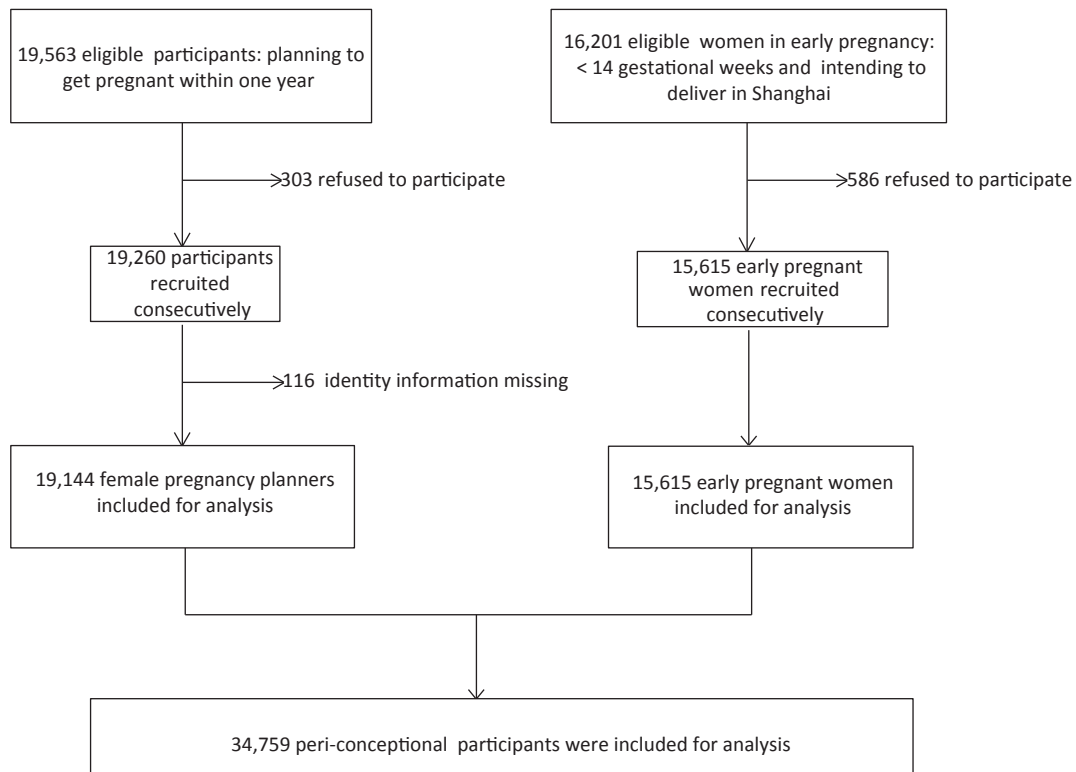 19,563 eligible participants: planning to
get pregnant within one year
16,201 eligible women in early pregnancy:
< 14 gestational weeks and intending to
deliver in Shanghai
303 refused to participate
586 refused to participate
19,260 participants
recruited
consecutively
15,615 early pregnant
women recruited
consecutively
116 identity information missing
19,144 female pregnancy planners
included for analysis
15,615 early pregnant women
included for analysis
34,759 peri-conceptional participants were included for analysis